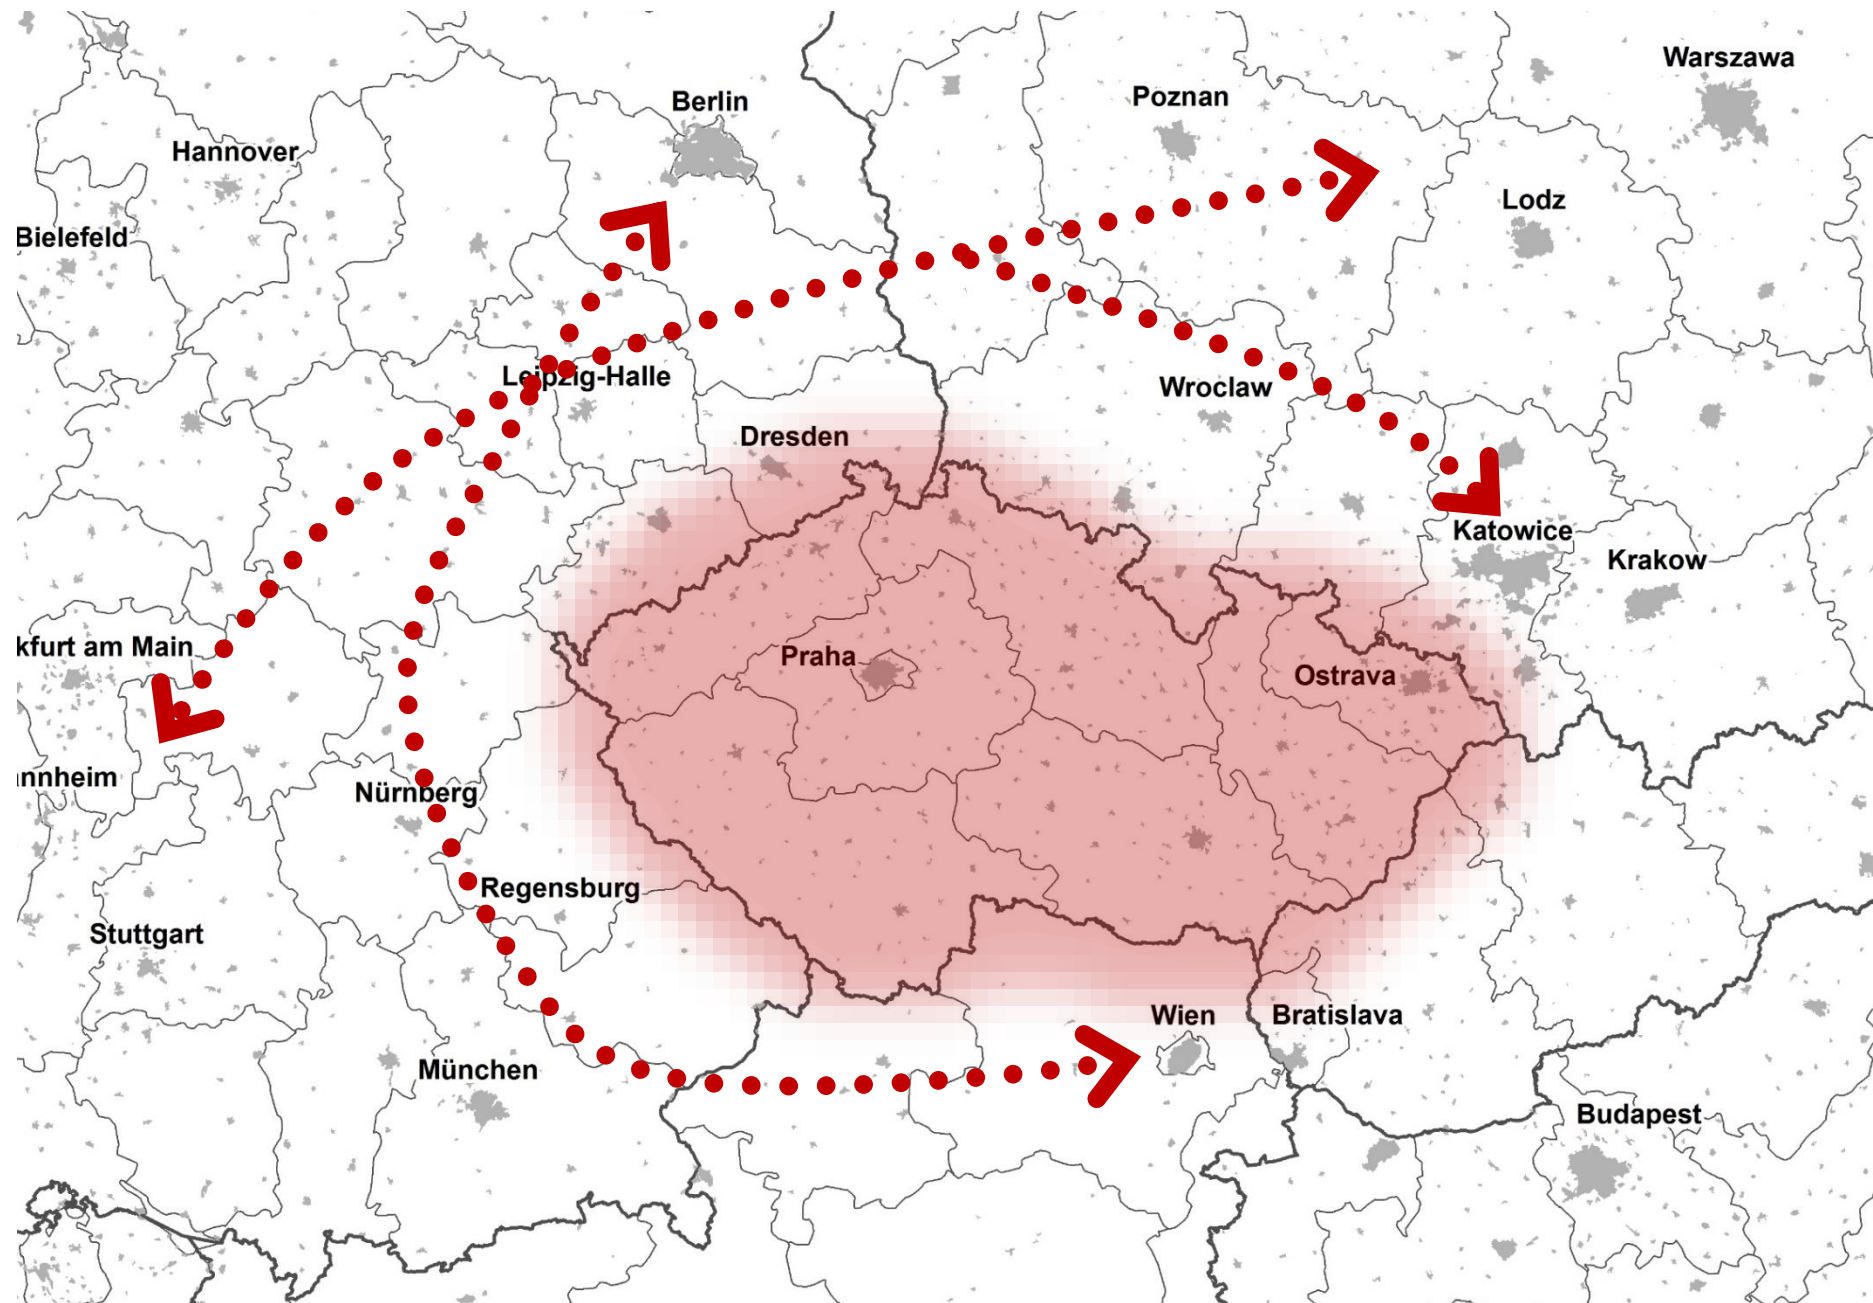 Warszawa
Berlin
Poznan
Hannover
Lodz
Bielefeld
Leipzig-Halle
Wroclaw
Dresden
Katowice
Krakow
kfurt am Main
Praha
Ostrava
nnheim
Nürnberg
Regensburg
Stuttgart
Wien
Bratislava
München
Budapest